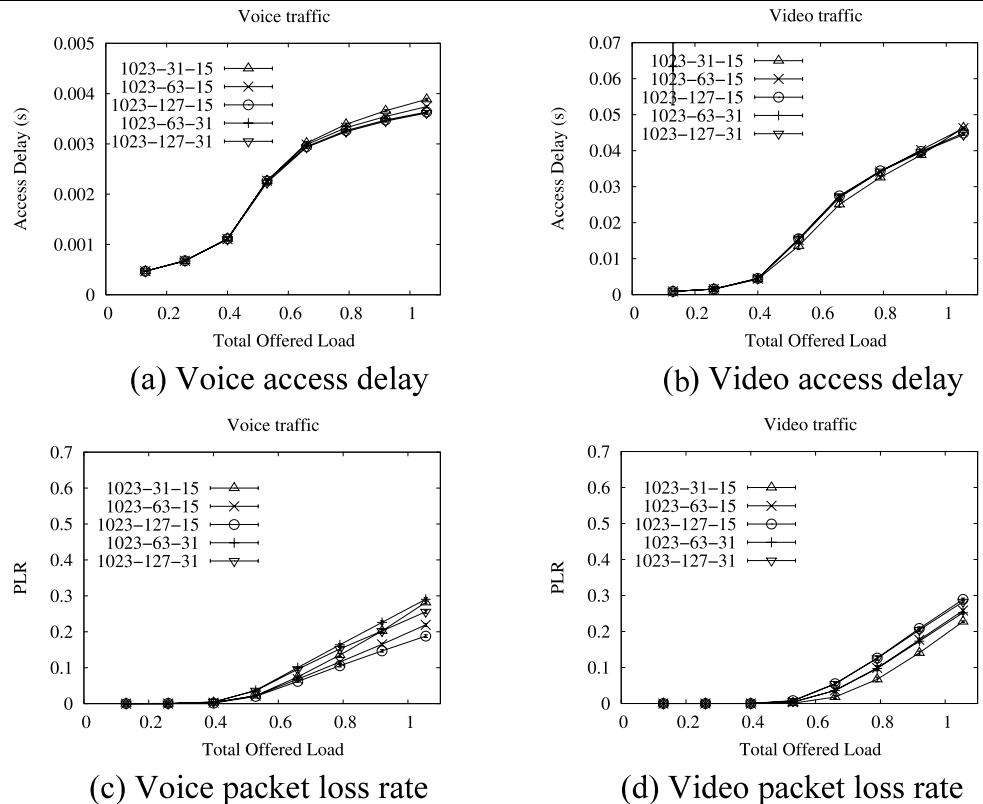 Voice traffic
0.005
0.004
0.003
0.002
0.001
0
Access Delay (s)
1023−31−15
1023−63−15
1023−127−15
1023−63−31
1023−127−31
0 0.2 0.4 0.6 0.8 1
Total Offered Load
(a) Voice access delay
Video traffic
0.07
0.06
0.05
0.04
0.03
0.02
0.01
0
Access Delay (s)
1023−31−15
1023−63−15
1023−127−15
1023−63−31
1023−127−31
0 0.2 0.4 0.6 0.8 1
Total Offered Load
(b) Video access delay
Voice traffic
0.7
0.6
0.5
0.4
0.3
0.2
0.1
0
PLR
1023−31−15
1023−63−15
1023−127−15
1023−63−31
1023−127−31
0 0.2 0.4 0.6 0.8 1
Total Offered Load
(c) Voice packet loss rate
Video traffic
0.7
0.6
0.5
0.4
0.3
0.2
0.1
0
PLR
1023−31−15
1023−63−15
1023−127−15
1023−63−31
1023−127−31
0 0.2 0.4 0.6 0.8 1
Total Offered Load
(d) Video packet loss rate